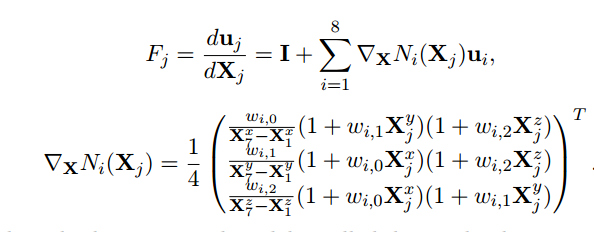 F_j = \frac{d\mathbf{u}_j}{d\mathbf{X}_j} = \mathbf{I} + \sum_{i=1}^{8} \nabla_{\mathbf{X}} N_i(\mathbf{X}_j)\mathbf{u}_i,
\nabla_{\mathbf{X}} N_i(\mathbf{X}_j) = \frac{1}{4} \begin{pmatrix} \frac{w_{i,0}}{\mathbf{X}_7^x - \mathbf{X}_1^x}(1 + w_{i,1}\mathbf{X}_j^y)(1 + w_{i,2}\mathbf{X}_j^z) \\ \frac{w_{i,1}}{\mathbf{X}_7^y - \mathbf{X}_1^y}(1 + w_{i,0}\mathbf{X}_j^x)(1 + w_{i,2}\mathbf{X}_j^z) \\ \frac{w_{i,2}}{\mathbf{X}_7^z - \mathbf{X}_1^z}(1 + w_{i,0}\mathbf{X}_j^x)(1 + w_{i,1}\mathbf{X}_j^y) \end{pmatrix}^T .